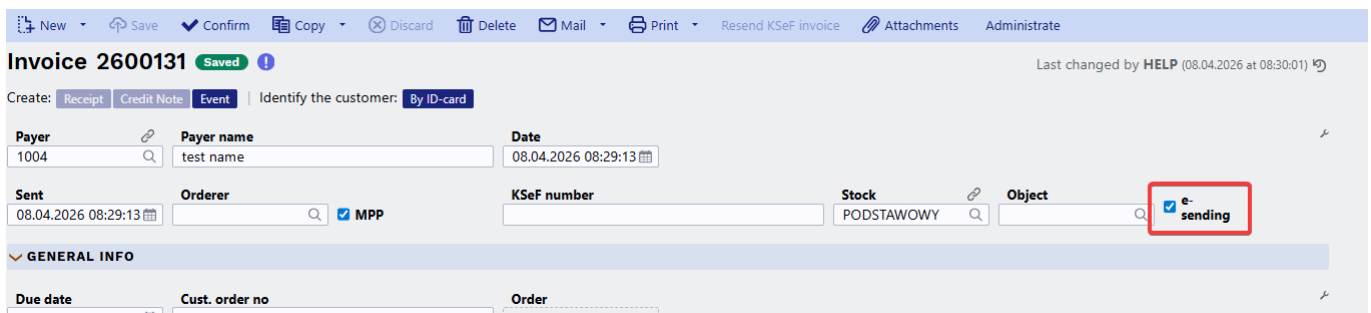 New Save Confirm Copy Discard Delete Mail Print Resend KSeF invoice Attachments Administrate
Invoice 2600131 Saved !
Last changed by HELP (08.04.2026 at 08:30:01)
Create: Receipt Credit Note Event | Identify the customer: By ID-card
Payer Payer name Date
1004 test name 08.04.2026 08:29:13
Sent Orderer KSeF number Stock Object
08.04.2026 08:29:13 MPP PODSTAWOWY e-
sending
GENERAL INFO
Due date Cust. order no Order